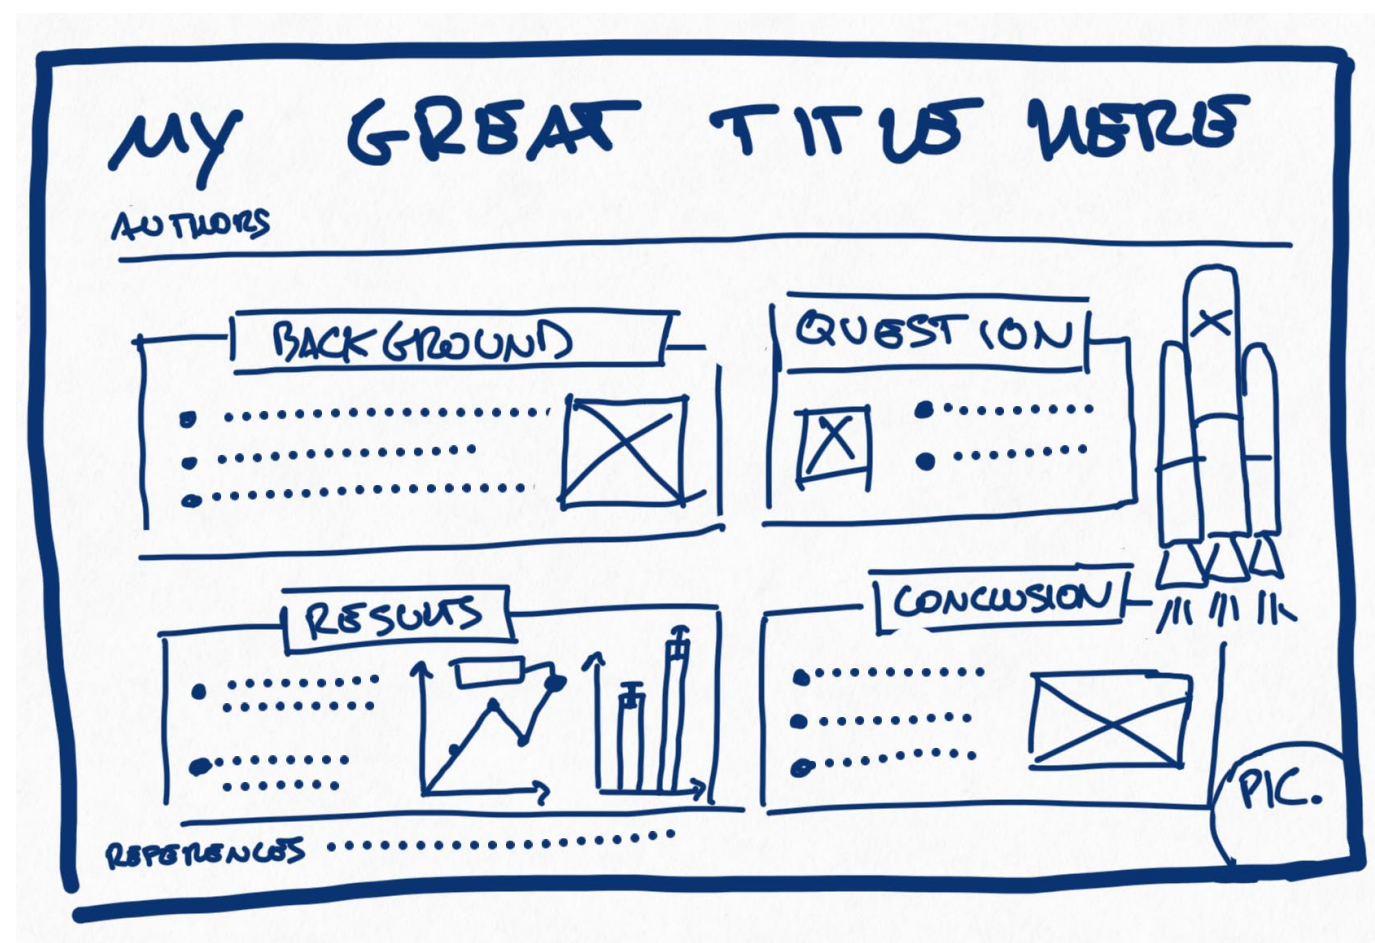 MY GREAT TITLE HERE
AUTHORS
BACKGROUND
QUESTION
RESULTS
CONCLUSION
PIC.
REFERENCES